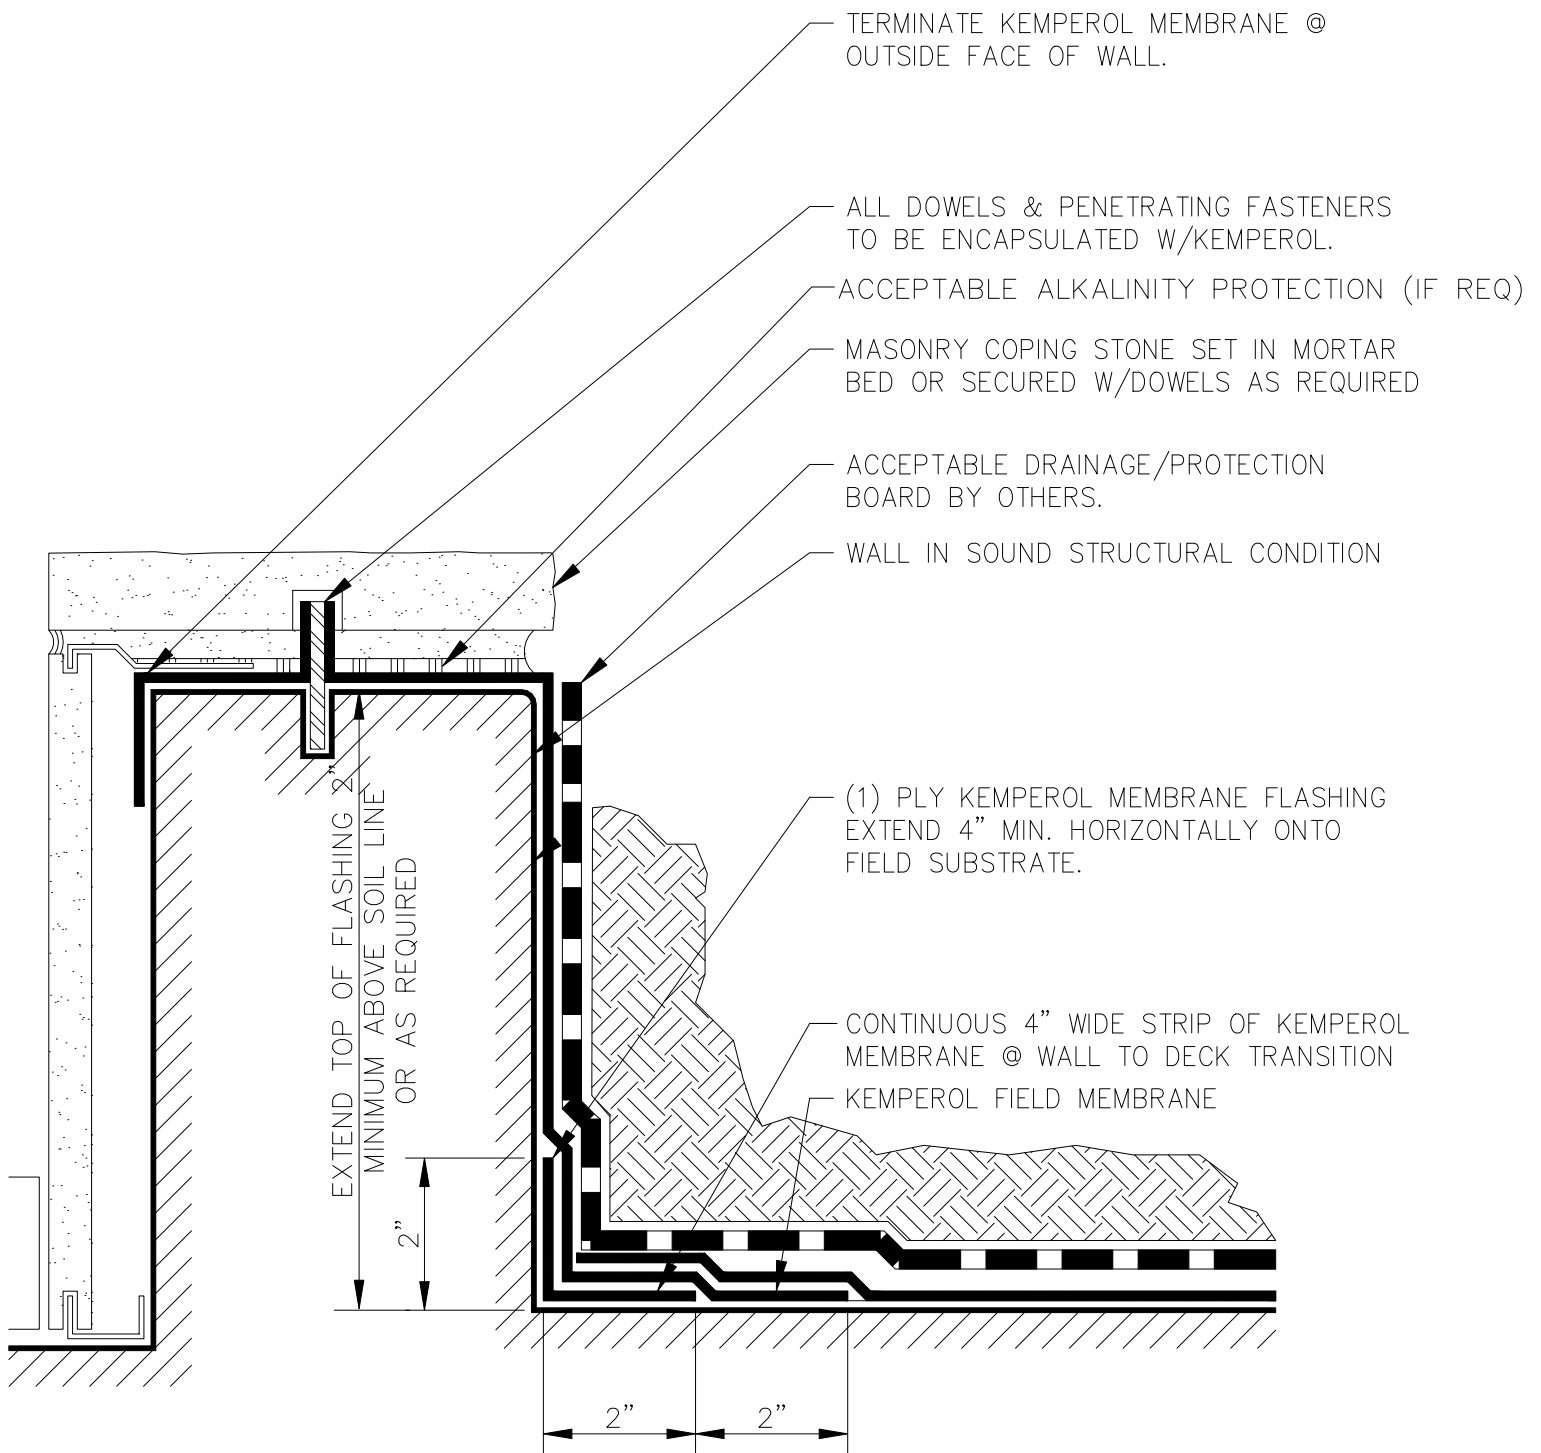 TERMINATE KEMPEROL MEMBRANE @
OUTSIDE FACE OF WALL.
ALL DOWELS & PENETRATING FASTENERS
TO BE ENCAPSULATED W/KEMPEROL.
ACCEPTABLE ALKALINITY PROTECTION (IF REQ)
MASONRY COPING STONE SET IN MORTAR
BED OR SECURED W/DOWELS AS REQUIRED
ACCEPTABLE DRAINAGE/PROTECTION
BOARD BY OTHERS.
WALL IN SOUND STRUCTURAL CONDITION
(1) PLY KEMPEROL MEMBRANE FLASHING
EXTEND 4” MIN. HORIZONTALLY ONTO
FIELD SUBSTRATE.
CONTINUOUS 4” WIDE STRIP OF KEMPEROL
MEMBRANE @ WALL TO DECK TRANSITION
KEMPEROL FIELD MEMBRANE
EXTEND TOP OF FLASHING 2”
MINIMUM ABOVE SOIL LINE
OR AS REQUIRED
2”
2”
2”